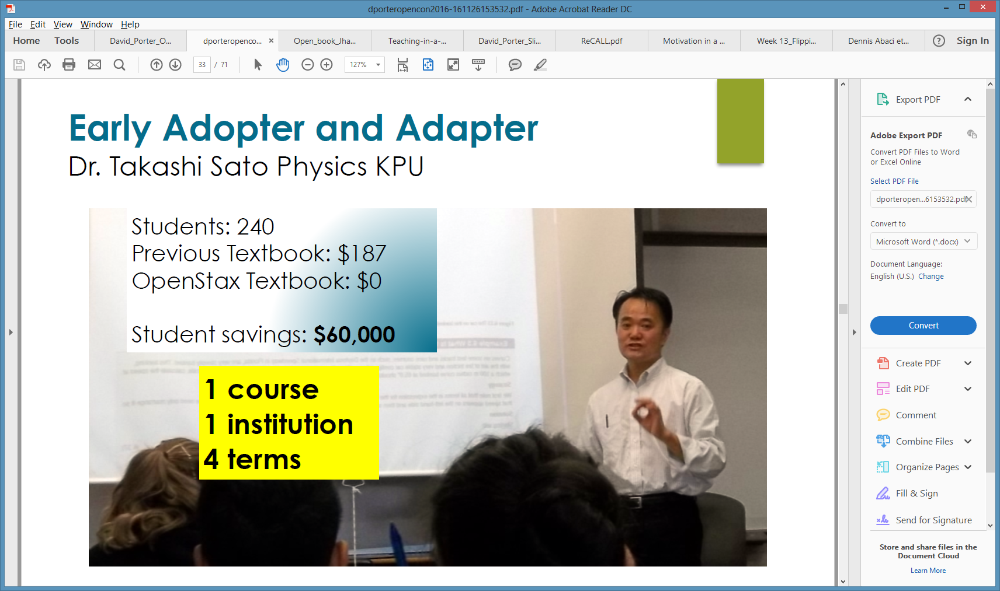 dporteropencon2016-161126153532.pdf - Adobe Acrobat Reader DC
File Edit View Window Help
Home Tools David_Porter_O... dporteropenco... Open_book_Jha... Teaching-in-a-... David_Porter_Sli... ReCALL.pdf Motivation in a ... Week 13_Flippi... Dennis Abaci et... Sign In
33 / 71 127%
Early Adopter and Adapter
Dr. Takashi Sato Physics KPU
Students: 240
Previous Textbook: $187
OpenStax Textbook: $0
Student savings: $60,000
1 course
1 institution
4 terms
Export PDF
Adobe Export PDF
Convert PDF Files to Word
or Excel Online
Select PDF File
dporteropen...6153532.pdf
Convert to
Microsoft Word (*.docx)
Document Language:
English (U.S.) Change
Convert
Create PDF
Edit PDF
Comment
Combine Files
Organize Pages
Fill & Sign
Send for Signature
Store and share files in the
Document Cloud
Learn More